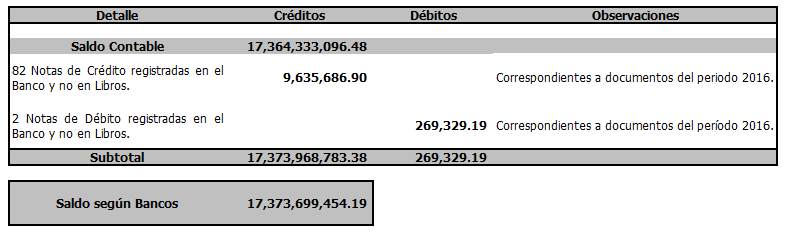 Detalle Créditos Débitos Observaciones
Saldo Contable 17,364,333,096.48
82 Notas de Crédito registradas en el
Banco y no en Libros.
9,635,686.90
Correspondientes a documentos del periodo 2016.
2 Notas de Débito registradas en el
Banco y no en Libros.
269,329.19
Correspondientes a documentos del período 2016.
Subtotal 17,373,968,783.38 269,329.19
Saldo según Bancos 17,373,699,454.19